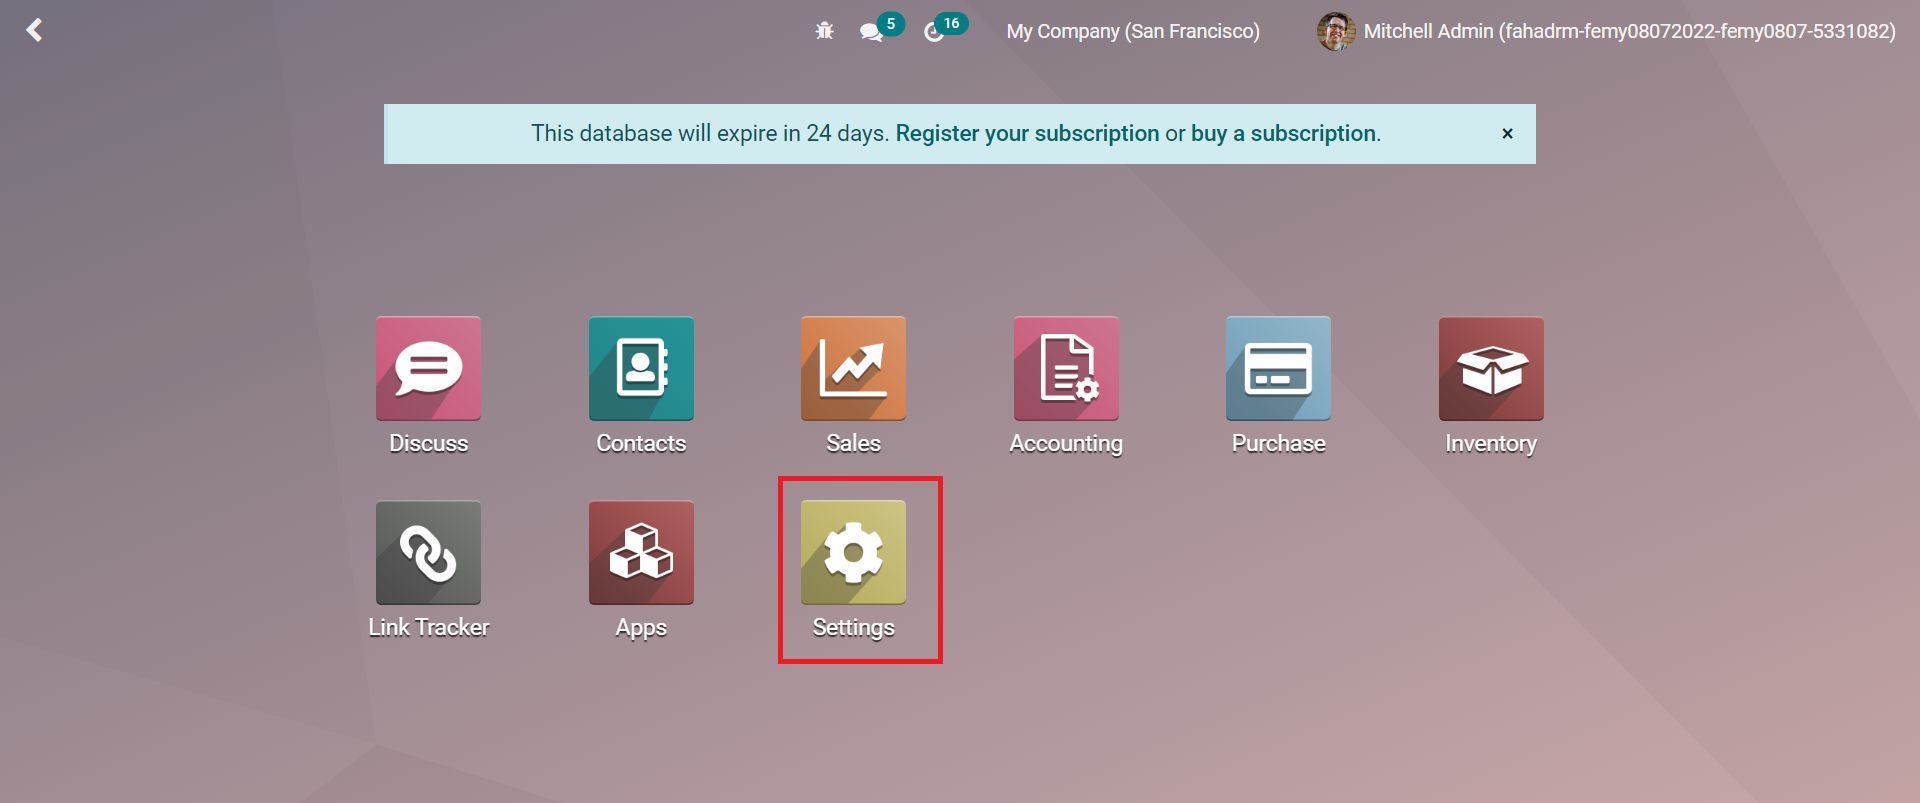 5
16
My Company (San Francisco)
Mitchell Admin (fahadrm-femy08072022-femy0807-5331082)
This database will expire in 24 days. Register your subscription or buy a subscription.
×
Discuss
Contacts
Sales
Accounting
Purchase
Inventory
Link Tracker
Apps
Settings